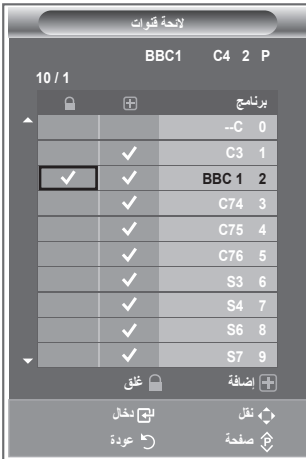 لائحة قنوات
BBC1 C4 2 P
10 / 1
برنامج
--C 0
C3 1
BBC 1 2
C74 3
C75 4
C76 5
S3 6
S4 7
S6 8
S7 9
إضافة غلق
نقل دخال
صفحة عودة